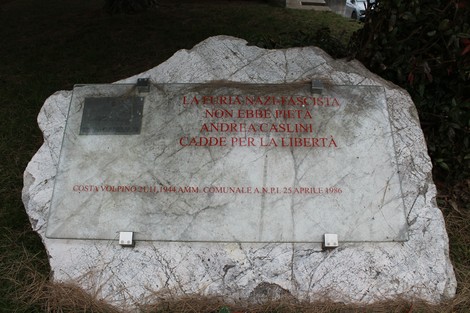 LA FURIA NAZI-FASCISTA
NON EBBE PIETÀ
ANDREA CASLINI
CADDE PER LA LIBERTÀ
COSTA VOLPINO 21.11.1944 AMM. COMUNALE A.N.P.I. 25 APRILE 1986